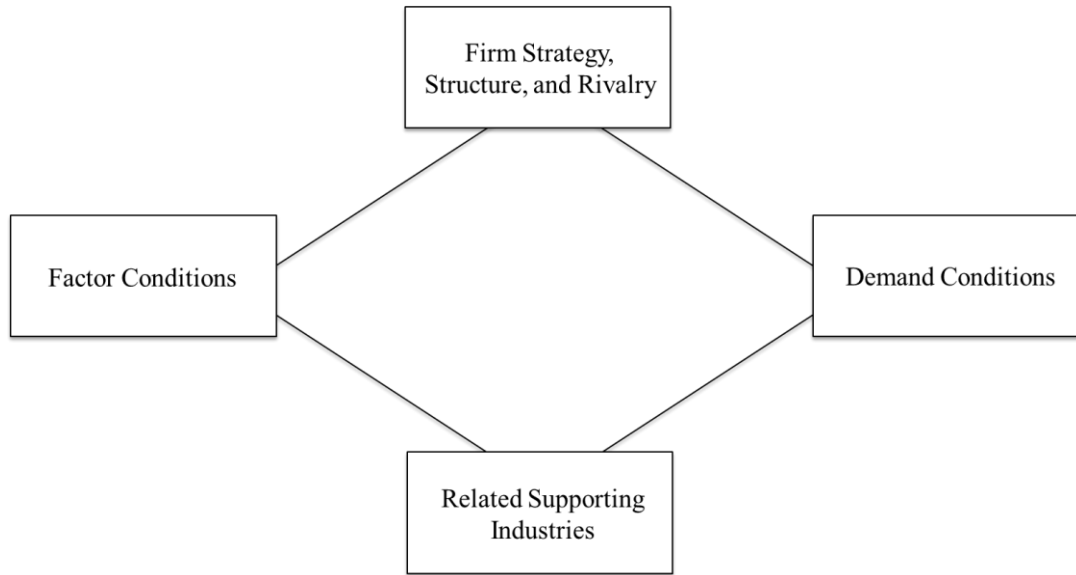 Firm Strategy,
Structure, and Rivalry
Factor Conditions
Demand Conditions
Related Supporting
Industries